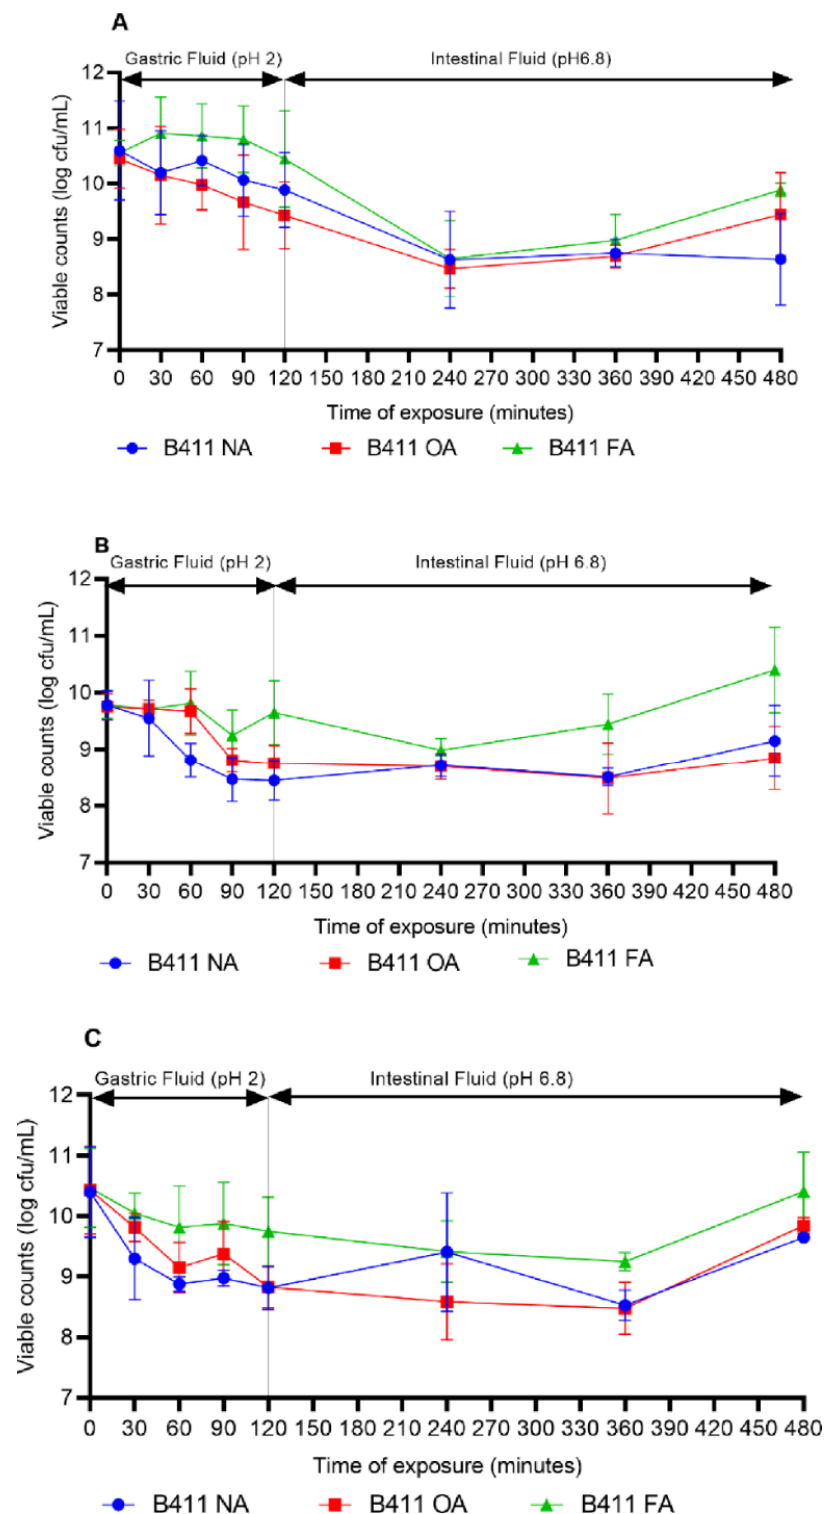 A
Gastric Fluid (pH 2) Intestinal Fluid (pH6.8)
12
11
10
9
8
7
Viable counts (log cfu/mL)
0 30 60 90 120 150 180 210 240 270 300 330 360 390 420 450 480
Time of exposure (minutes)
B411 NA B411 OA B411 FA
B
Gastric Fluid (pH 2) Intestinal Fluid (pH 6.8)
12
11
10
9
8
7
Viable counts (log cfu/mL)
0 30 60 90 120 150 180 210 240 270 300 330 360 390 420 450 480
Time of exposure (minutes)
B411 NA B411 OA B411 FA
C
Gastric Fluid (pH 2) Intestinal Fluid (pH 6.8)
12
11
10
9
8
7
Viable counts (log cfu/mL)
0 30 60 90 120 150 180 210 240 270 300 330 360 390 420 450 480
Time of exposure (minutes)
B411 NA B411 OA B411 FA